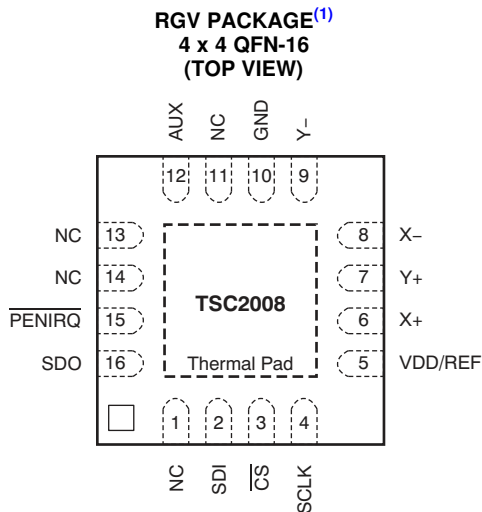 RGV PACKAGE(1)
4 x 4 QFN-16
(TOP VIEW)
AUX
NC
GND
Y−
12
11
10
9
NC 13
8 X−
NC 14
7 Y+
PENIRQ 15
TSC2008
6 X+
SDO 16
Thermal Pad
5 VDD/REF
1
2
3
4
NC
SDI
CS
SCLK